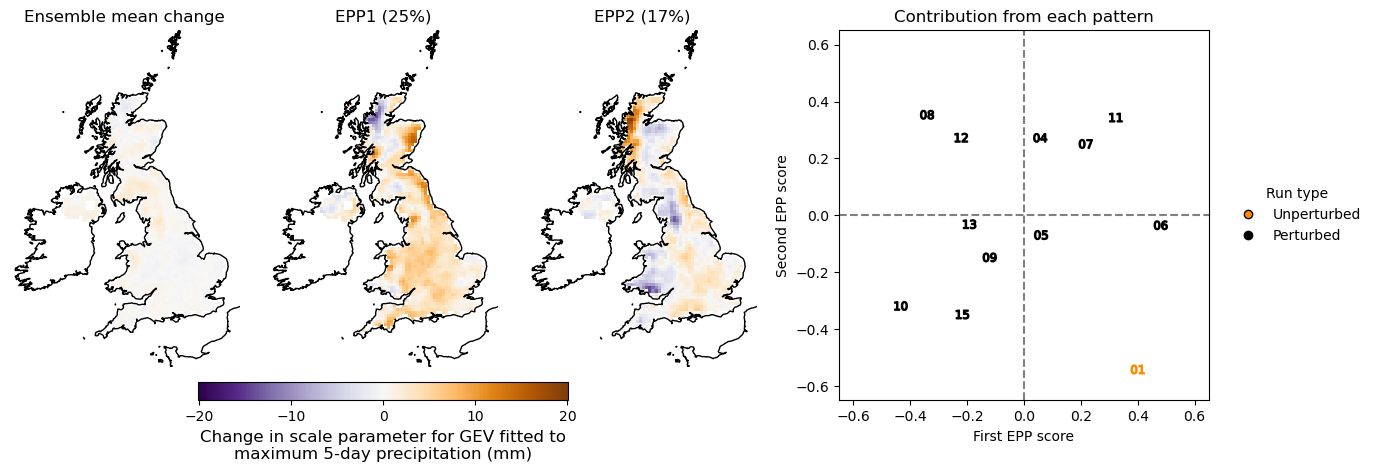 Ensemble mean change
EPP1 (25%)
EPP2 (17%)
Contribution from each pattern
0.6
0.4
0.2
0.0
−0.2
−0.4
−0.6
Second EPP score
08
12
04
11
07
13
05
06
09
10
15
01
−0.6
−0.4
−0.2
0.0
0.2
0.4
0.6
First EPP score
Run type
Unperturbed
Perturbed
−20
−10
0
10
20
Change in scale parameter for GEV fitted to
maximum 5-day precipitation (mm)